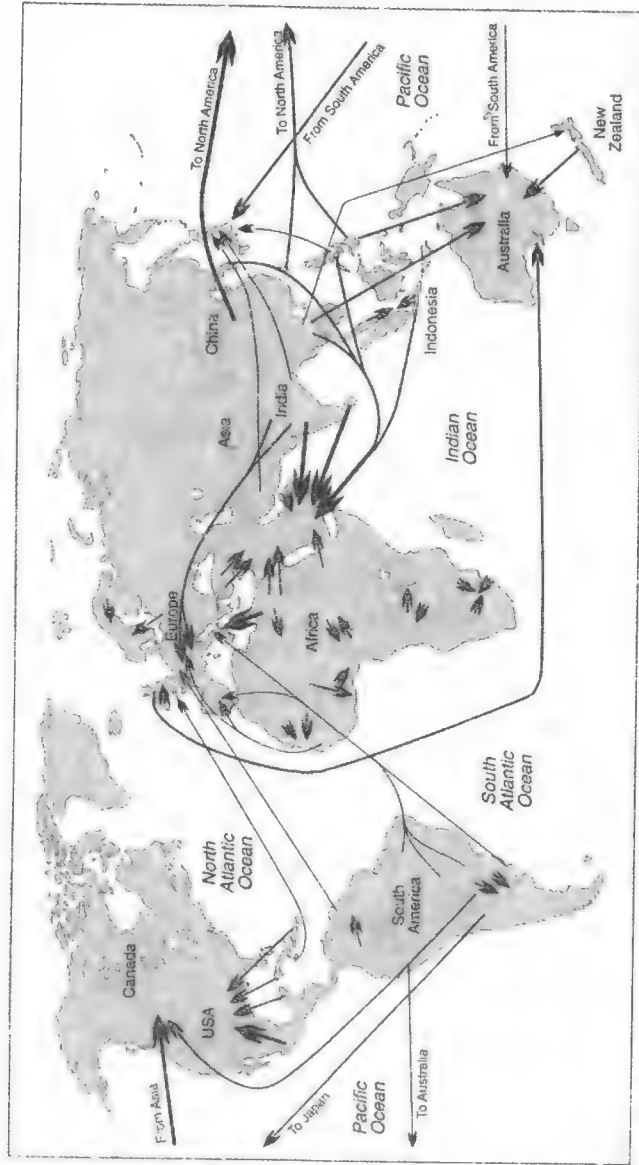 From Asia
Canada
USA
North
Atlantic
Ocean
Pacific
Ocean
To Japan
To Australia
South
America
South
Atlantic
Ocean
Europe
Africa
Asia
India
China
Indian
Ocean
Indonesia
Australia
New
Zealand
Pacific
Ocean
To North America
To North America
From South America
From South America